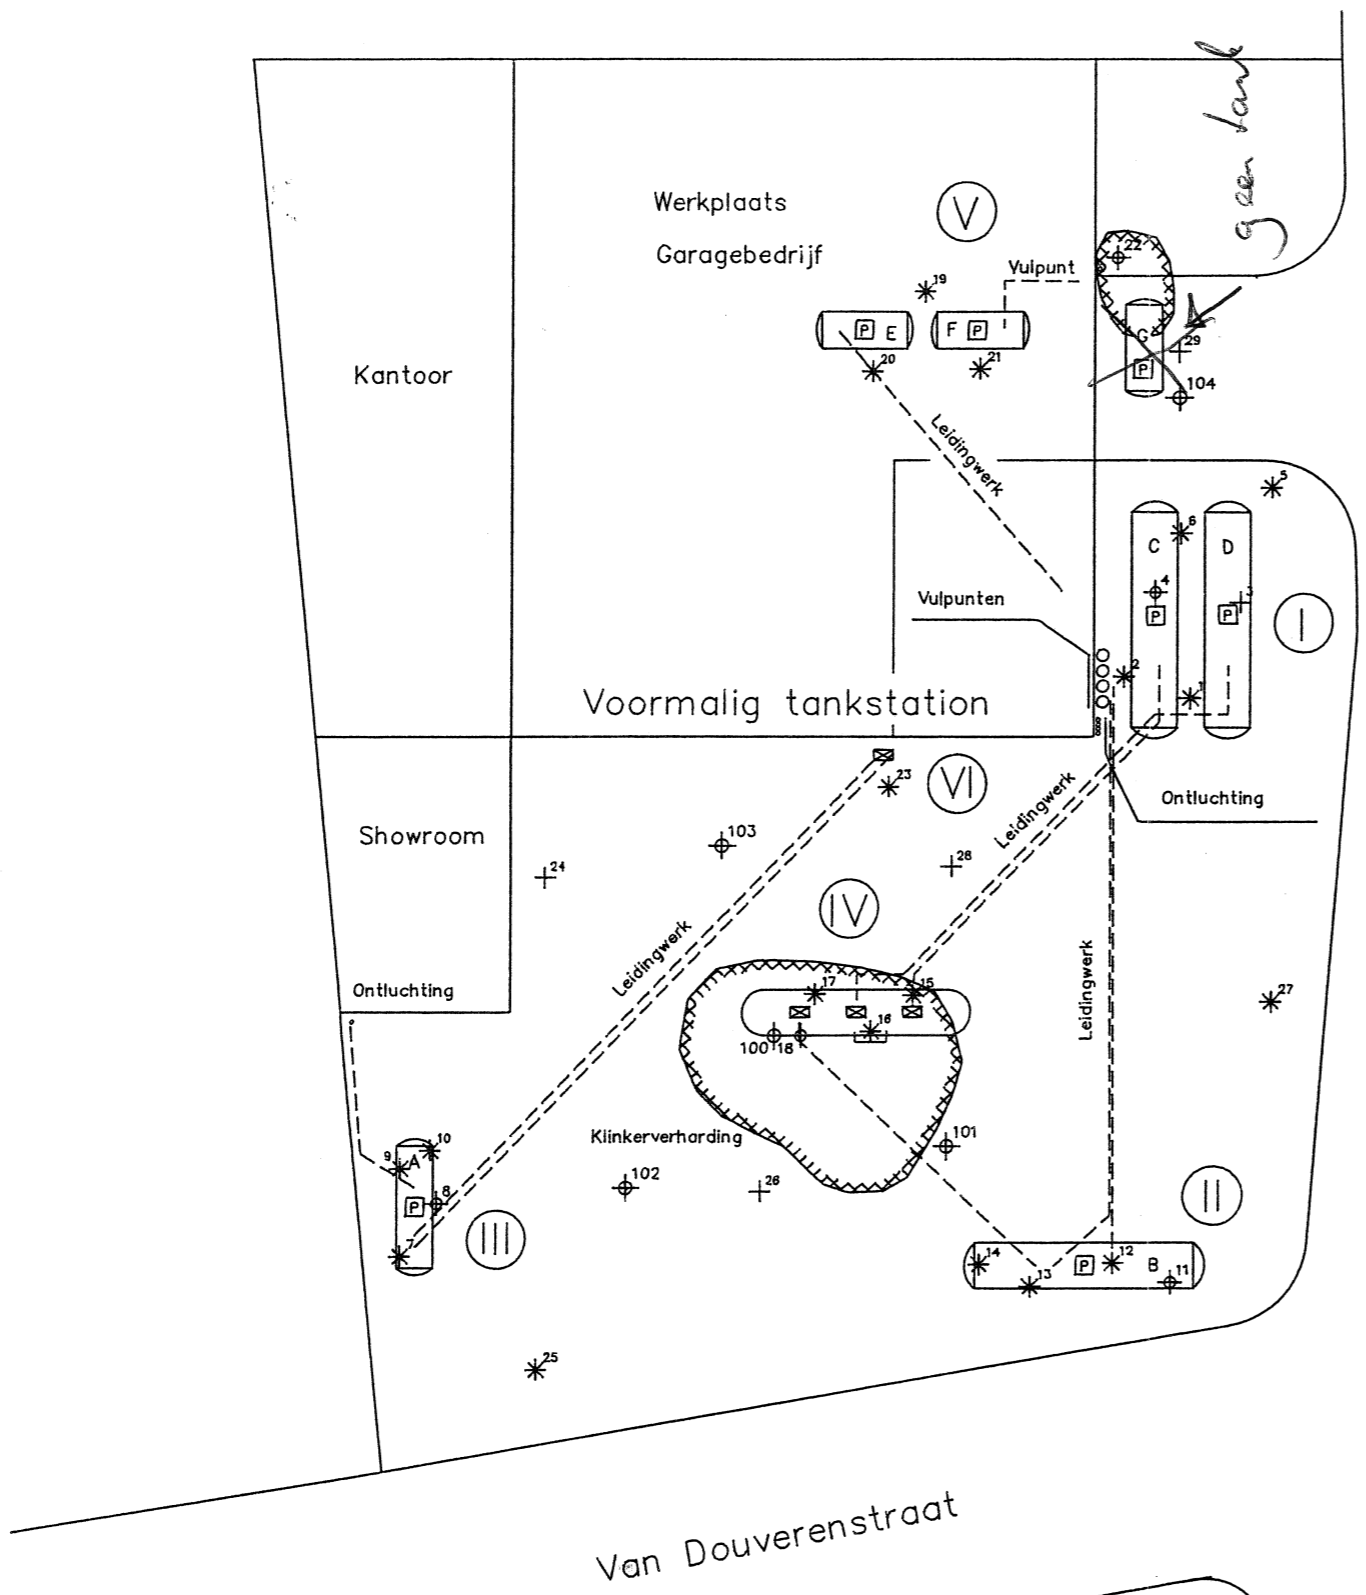 geen tank
Werkplaats
Garagebedrijf
V
22
Vulpunt
19
P E
F P
G
P
29
104
20
21
Kantoor
Leidingwerk
5
6
C
D
4
3
P
P
I
Vulpunten
2
1
Voormalig tankstation
23
VI
Leidingwerk
Ontluchting
Showroom
103
28
24
IV
Leidingwerk
Leidingwerk
Ontluchting
17
15
27
16
100 18
Klinkerverharding
101
10
9
A
102
26
8
P
II
III
7
14
P
12
B
11
13
25
Van Douverenstraat